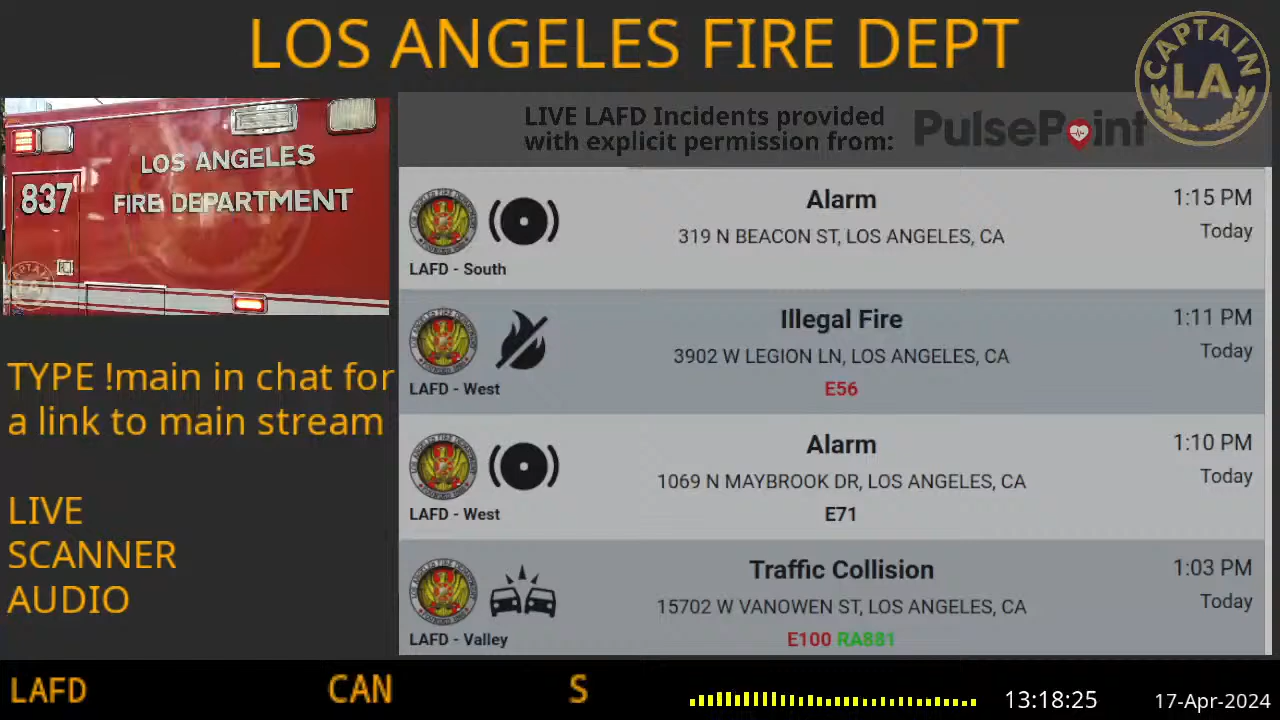 LOS ANGELES FIRE DEPT
CAPTAIN
LA
LIVE LAFD Incidents provided
with explicit permission from:
PulsePoint
LOS ANGELES
FIRE DEPARTMENT
837
CAPTAIN
LA
TYPE !main in chat for
a link to main stream
LIVE
SCANNER
AUDIO
Alarm
1:15 PM
319 N BEACON ST, LOS ANGELES, CA
Today
LAFD - South
Illegal Fire
1:11 PM
3902 W LEGION LN, LOS ANGELES, CA
Today
LAFD - West
E56
Alarm
1:10 PM
1069 N MAYBROOK DR, LOS ANGELES, CA
Today
LAFD - West
E71
Traffic Collision
1:03 PM
15702 W VANOWEN ST, LOS ANGELES, CA
Today
LAFD - Valley
E100 RA881
LAFD CAN S
13:18:25 17-Apr-2024